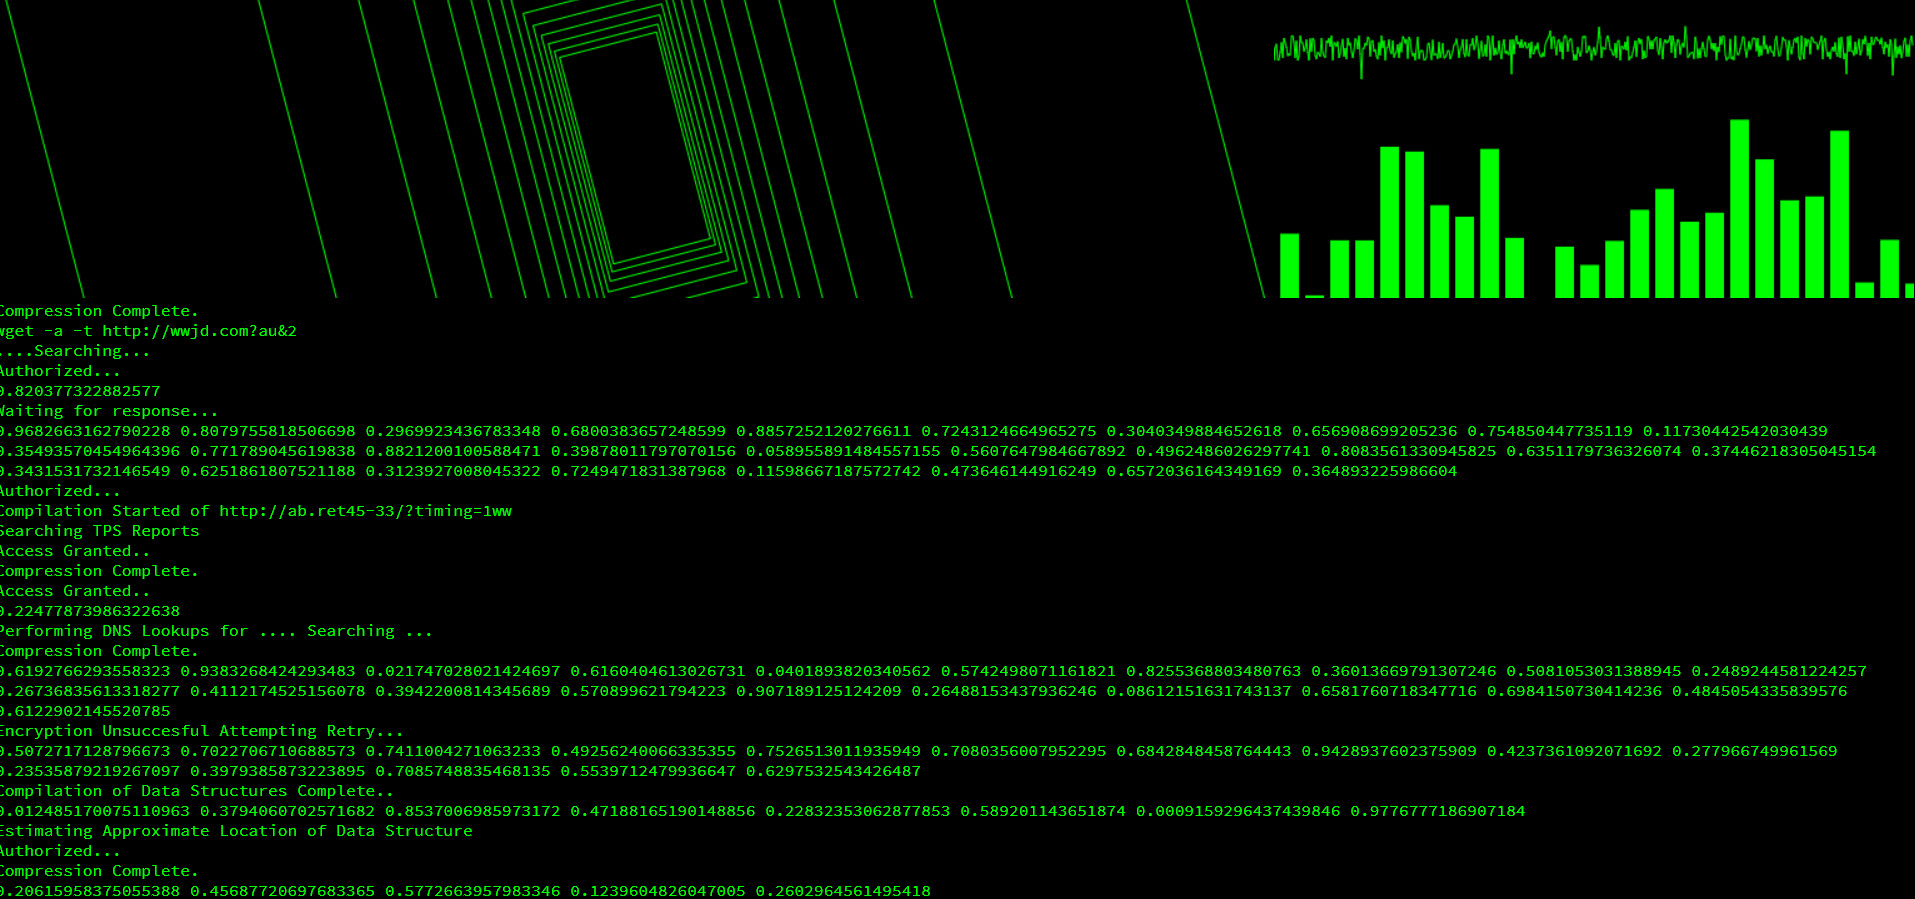 Compression Complete.
wget -a -t http://wwjd.com?au&2
....Searching...
Authorized...
0.820377322882577
Waiting for response...
0.9682663162790228 0.8079755818506698 0.2969923436783348 0.6800383657248599 0.8857252120276611 0.7243124664965275 0.3040349884652618 0.656908699205236 0.754850447735119 0.11730442542030439
0.35493570454964396 0.771789045619838 0.8821200100588471 0.39878011797070156 0.058955891484557155 0.5607647984667892 0.496248602629774​1 0.8083561330945825 0.6351179736326074 0.37446218305045154
0.3431531732146549 0.6251861807521188 0.3123927008045322 0.7249471831387968 0.11598667187572742 0.473646144916249 0.6572036164349169 0.364893225986604
Authorized...
Compilation Started of http://ab.ret45-33/?timing=1ww
Searching TPS Reports
Access Granted..
Compression Complete.
Access Granted..
0.22477873986322638
Performing DNS Lookups for .... Searching ...
Compression Complete.
0.6192766293558323 0.9383268424293483 0.021747028021424697 0.6160404613026731 0.0401893820340562 0.5742498071161821 0.8255368803480763 0.36013669791307246 0.5081053031388945 0.2489244581224257
0.26736835613318277 0.4112174525156078 0.3942200814345689 0.570899621794223 0.907189125124209 0.26488153437936246 0.08612151631743137 0.6581760718347716 0.6984150730414236 0.4845054335839576
0.6122902145520785
Encryption Unsuccesful Attempting Retry...
0.5072717128796673 0.7022706710688573 0.7411004271063233 0.49256240066335355 0.7526513011935949 0.7080356007952295 0.6842848458764443 0.9428937602375909 0.4237361092071692 0.277966749961569
0.23535879219267097 0.3979385873223895 0.7085748835468135 0.5539712479936647 0.6297532543426487
Compilation of Data Structures Complete..
0.012485170075110963 0.3794060702571682 0.8537006985973172 0.47188165190148856 0.22832353062877853 0.589201143651874 0.0009159296437439846 0.9776777186907184
Estimating Approximate Location of Data Structure
Authorized...
Compression Complete.
0.20615958375055388 0.45687720697683365 0.5772663957983346 0.1239604826047005 0.2602964561495418